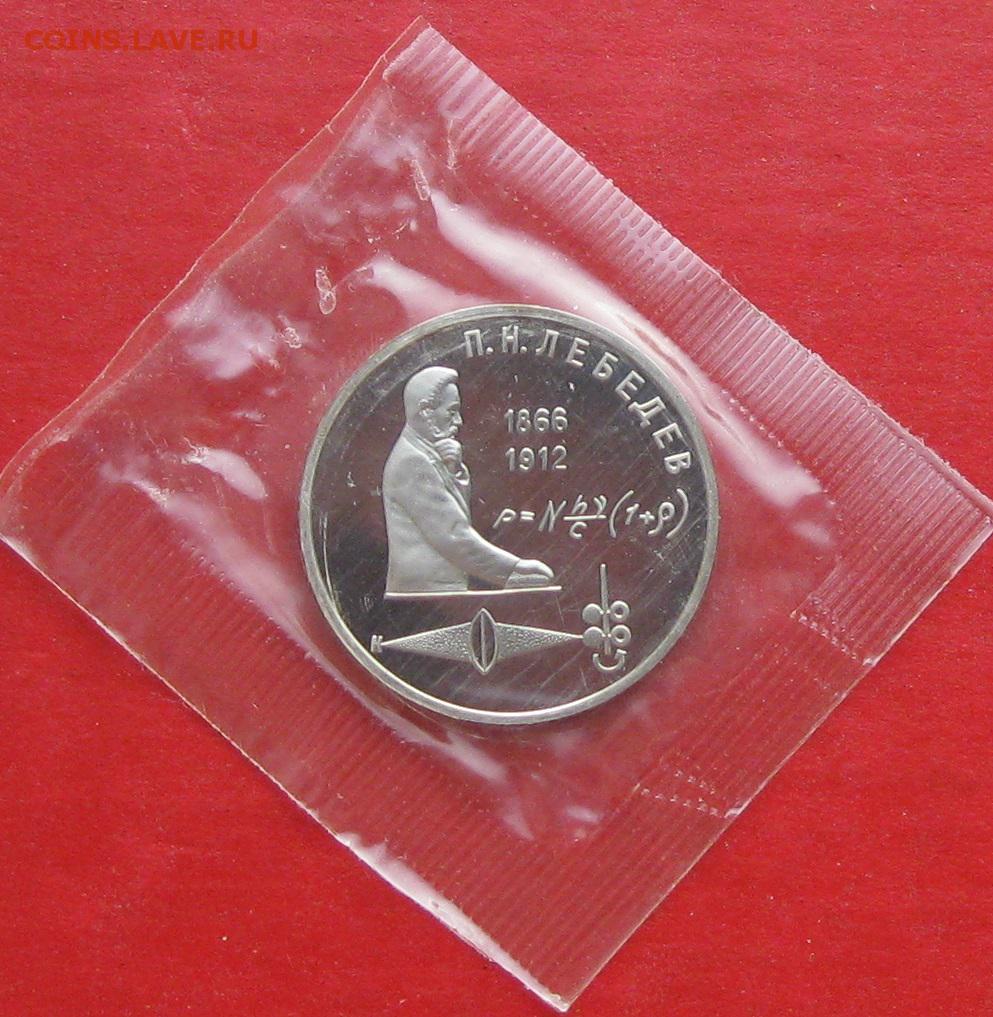 COINS.LAVE.RU
П.Н.ЛЕБЕДЕВ
1866
1912
p=N hν/c (1+ρ)
К